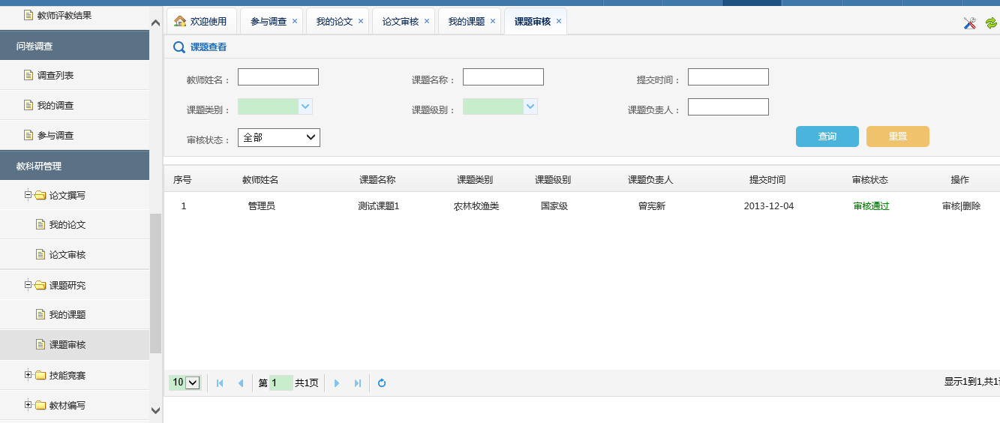 教师评教结果
问卷调查
调查列表
我的调查
参与调查
教科研管理
论文撰写
我的论文
论文审核
课题研究
我的课题
课题审核
技能竞赛
教材编写
欢迎使用 参与调查 × 我的论文 × 论文审核 × 我的课题 × 课题审核 ×
课题查看
教师姓名： 课题名称： 提交时间：
课题类别： 课题级别： 课题负责人：
审核状态： 全部 查询 重置
序号 教师姓名 课题名称 课题类别 课题级别 课题负责人 提交时间 审核状态 操作
1 管理员 测试课题1 农林牧渔类 国家级 曾宪新 2013-12-04 审核通过 审核|删除
10 第 1 共1页 显示1到1,共1